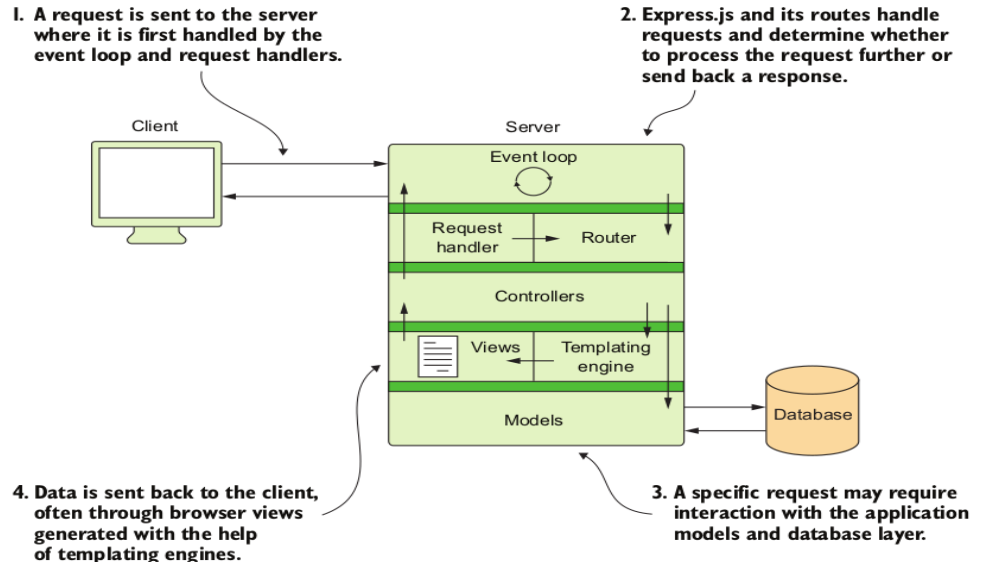 1. A request is sent to the server
where it is first handled by the
event loop and request handlers.
2. Express.js and its routes handle
requests and determine whether
to process the request further or
send back a response.
Client
Server
Event loop
Request
handler
Router
Controllers
Views
Templating
engine
Models
Database
4. Data is sent back to the client,
often through browser views
generated with the help
of templating engines.
3. A specific request may require
interaction with the application
models and database layer.